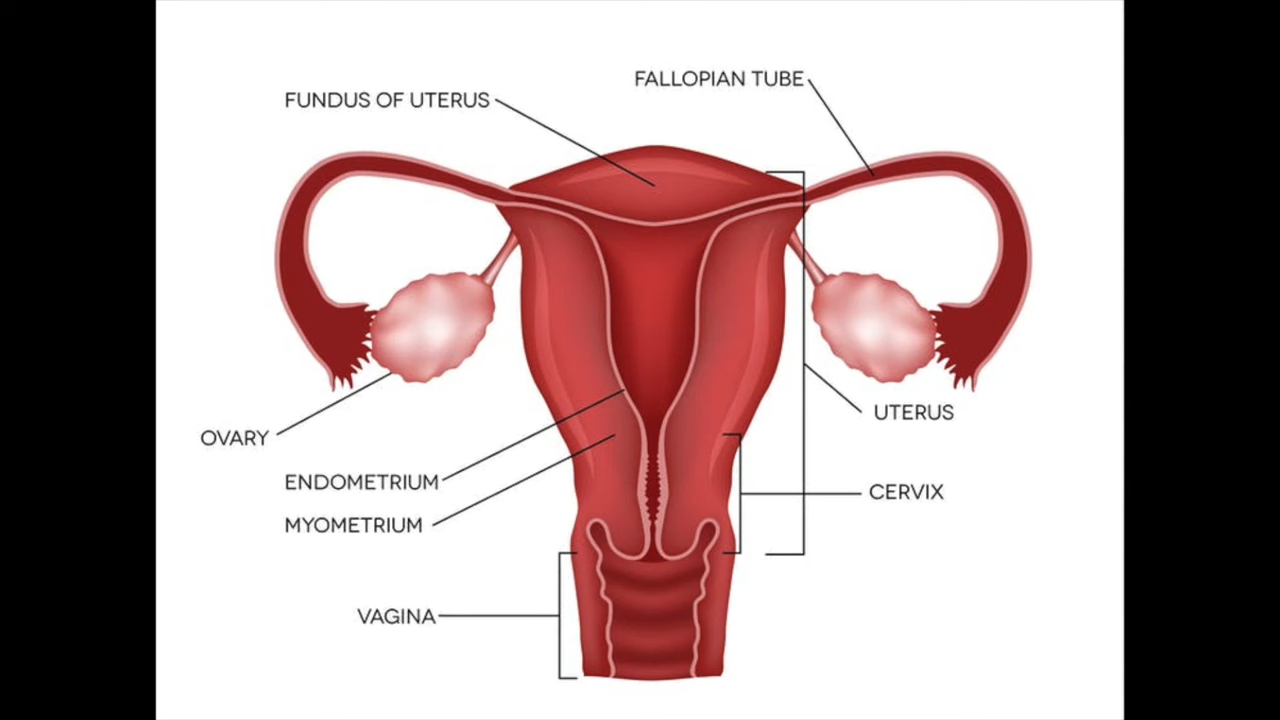 FALLOPIAN TUBE
FUNDUS OF UTERUS
UTERUS
OVARY
ENDOMETRIUM
CERVIX
MYOMETRIUM
VAGINA